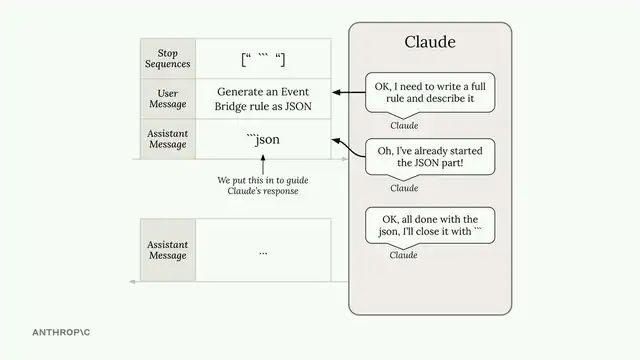 Claude
Stop
Sequences
[“ ``` “]
User
Message
Generate an Event
Bridge rule as JSON
OK, I need to write a full
rule and describe it
Claude
Assistant
Message
```json
Oh, I’ve already started
the JSON part!
Claude
We put this in to guide
Claude’s response
OK, all done with the
json, I’ll close it with ```
Claude
Assistant
Message
...
ANTHROP\C